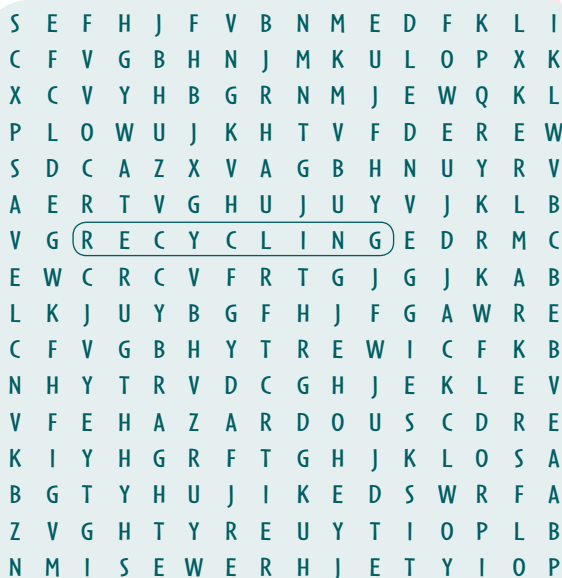 S E F H J F V B N M E D F K L I
C F V G B H N J M K U L O P X K
X C V Y H B G R N M J E W Q K L
P L O W U J K H T V F D E R E W
S D C A Z X V A G B H N U Y R V
A E R T V G H U J U Y V J K L B
V G R E C Y C L I N G E D R M C
E W C R C V F R T G J G J K A B
L K J U Y B G F H J F G A W R E
C F V G B H Y T R E W I C F K B
N H Y T R V D C G H J E K L E V
V F E H A Z A R D O U S C D R E
K I Y H G R F T G H J K L O S A
B G T Y H U J I K E D S W R F A
Z V G H T Y R E U Y T I O P L B
N M I S E W E R H J E T Y I O P